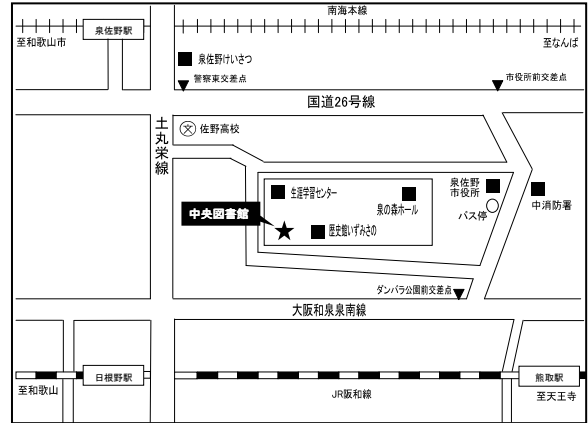 南海本線
泉佐野駅
至和歌山市
至なんば
泉佐野けいさつ
警察東交差点
市役所前交差点
国道26号線
土丸栄線
文
佐野高校
生涯学習センター
泉の森ホール
泉佐野
市役所
バス停
中消防署
中央図書館
歴史館いずみさの
ダンバラ公園前交差点
大阪和泉泉南線
日根野駅
熊取駅
至和歌山
JR阪和線
至天王寺